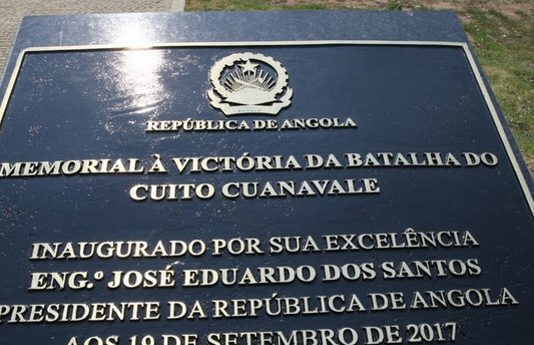 REPÚBLICA DE ANGOLA
MEMORIAL À VICTÓRIA DA BATALHA DO
CUITO CUANAVALE
INAUGURADO POR SUA EXCELÊNCIA
ENG.º JOSÉ EDUARDO DOS SANTOS
PRESIDENTE DA REPÚBLICA DE ANGOLA
AOS 19 DE SETEMBRO DE 2017